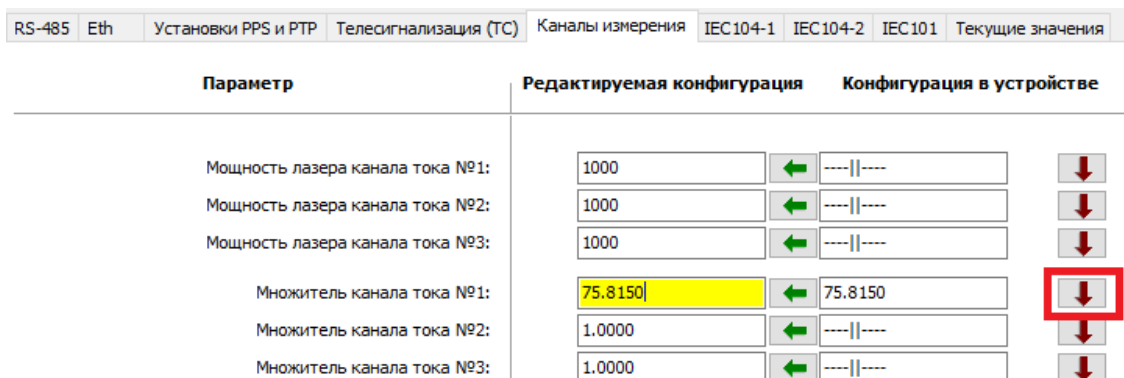 RS-485 Eth Установки PPS и PTP Телесигнализация (ТС) Каналы измерения IEC104-1 IEC104-2 IEC101 Текущие значения
Параметр Редактируемая конфигурация Конфигурация в устройстве
Мощность лазера канала тока №1: 1000 ----||----
Мощность лазера канала тока №2: 1000 ----||----
Мощность лазера канала тока №3: 1000 ----||----
Множитель канала тока №1: 75.8150 75.8150
Множитель канала тока №2: 1.0000 ----||----
Множитель канала тока №3: 1.0000 ----||----